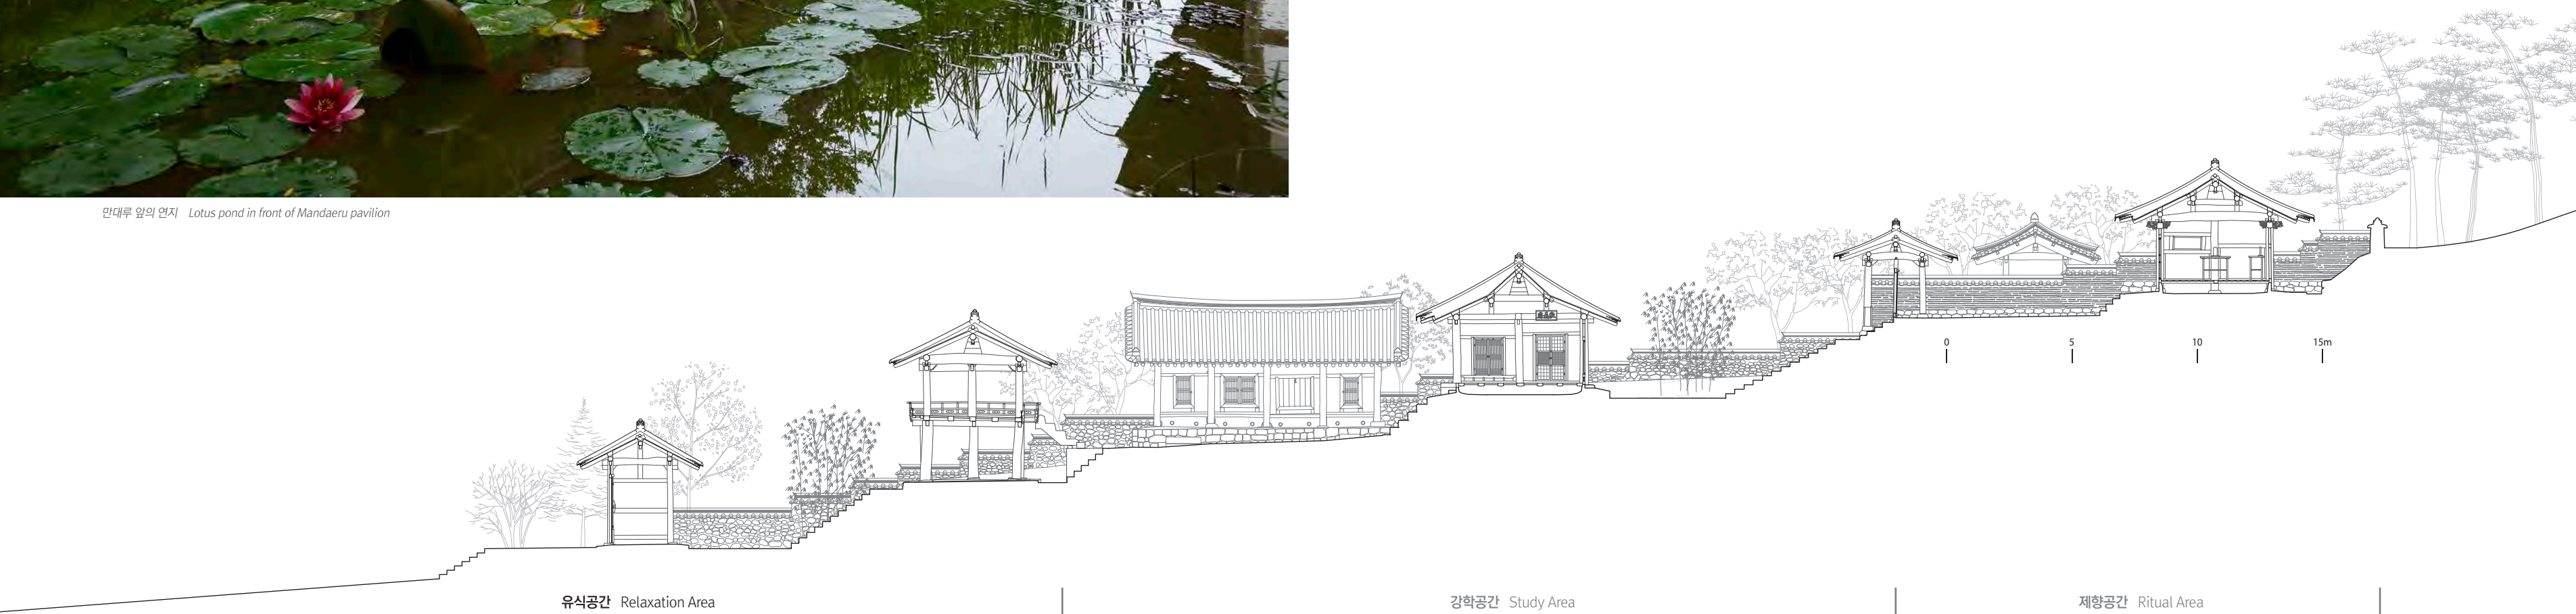 만대루 앞의 연지 Lotus pond in front of Mandaeru pavilion
0 5 10 15m
유식공간 Relaxation Area
강학공간 Study Area
제향공간 Ritual Area